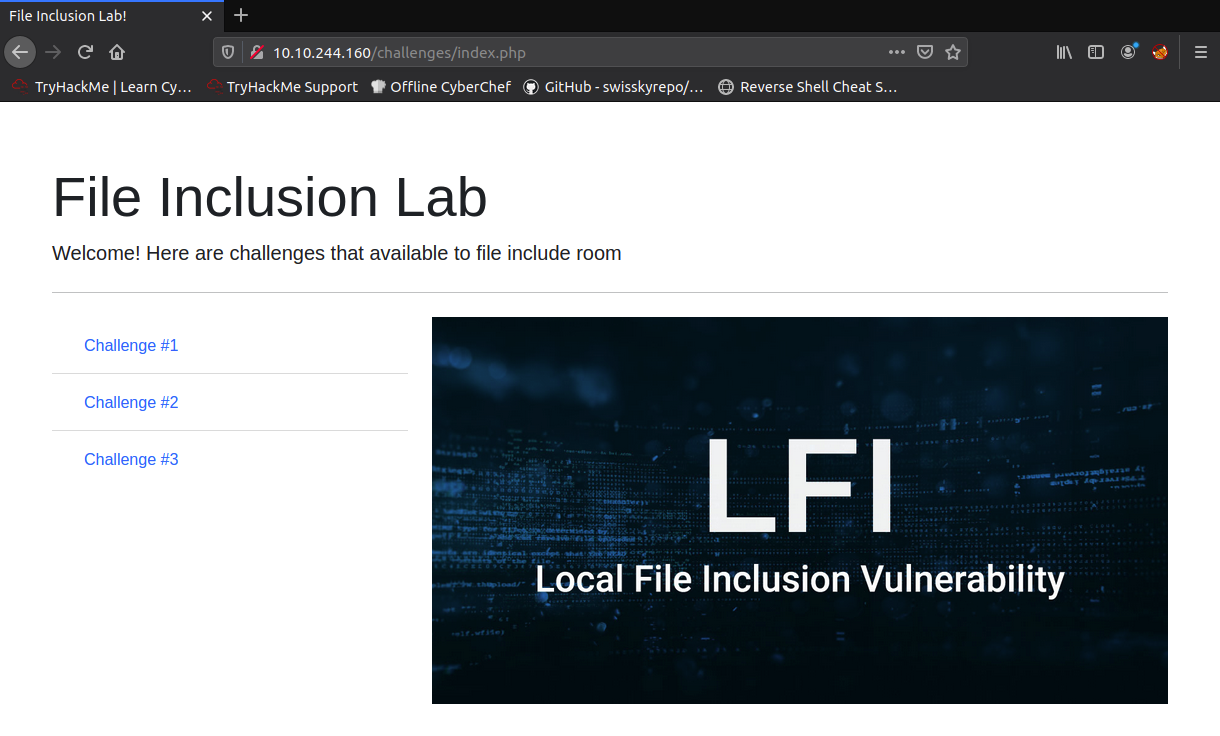 File Inclusion Lab!
10.10.244.160/challenges/index.php
TryHackMe | Learn Cy…
TryHackMe Support
Offline CyberChef
GitHub - swisskyrepo/…
Reverse Shell Cheat S…
File Inclusion Lab
Welcome! Here are challenges that available to file include room
Challenge #1
Challenge #2
Challenge #3
LFI
Local File Inclusion Vulnerability